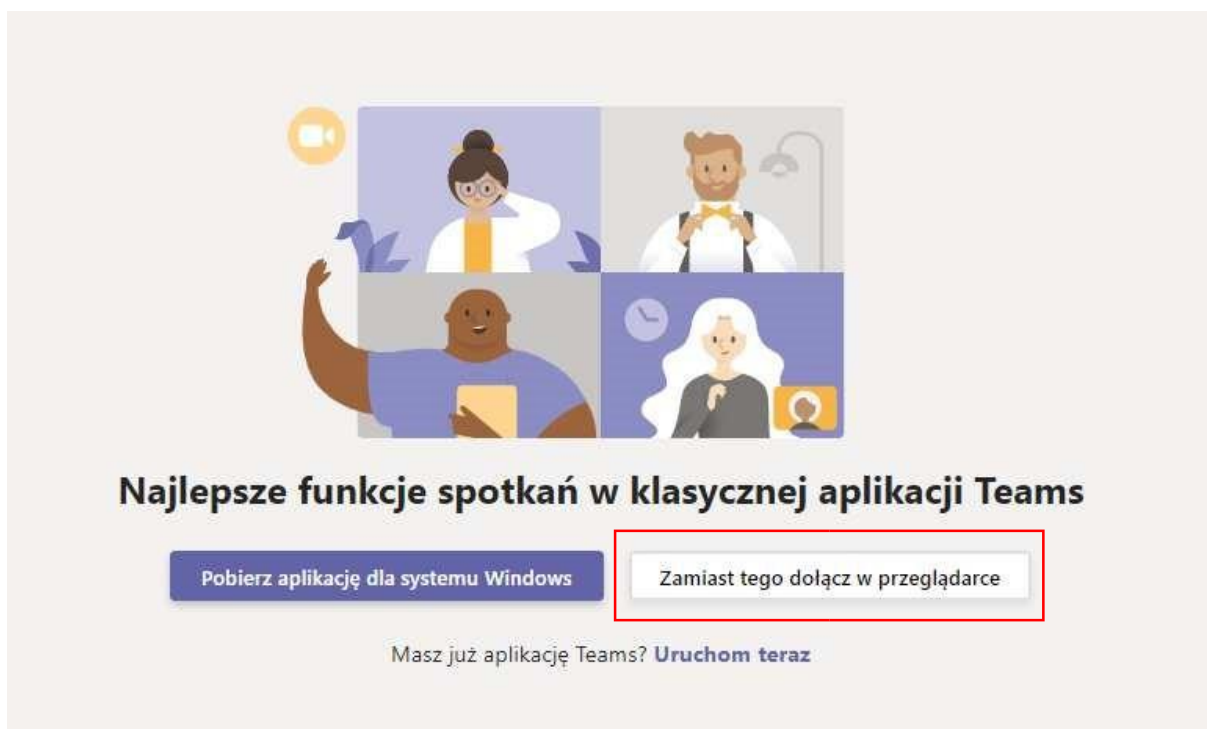 Najlepsze funkcje spotkań w klasycznej aplikacji Teams
Pobierz aplikację dla systemu Windows
Zamiast tego dołącz w przeglądarce
Masz już aplikację Teams? Uruchom teraz